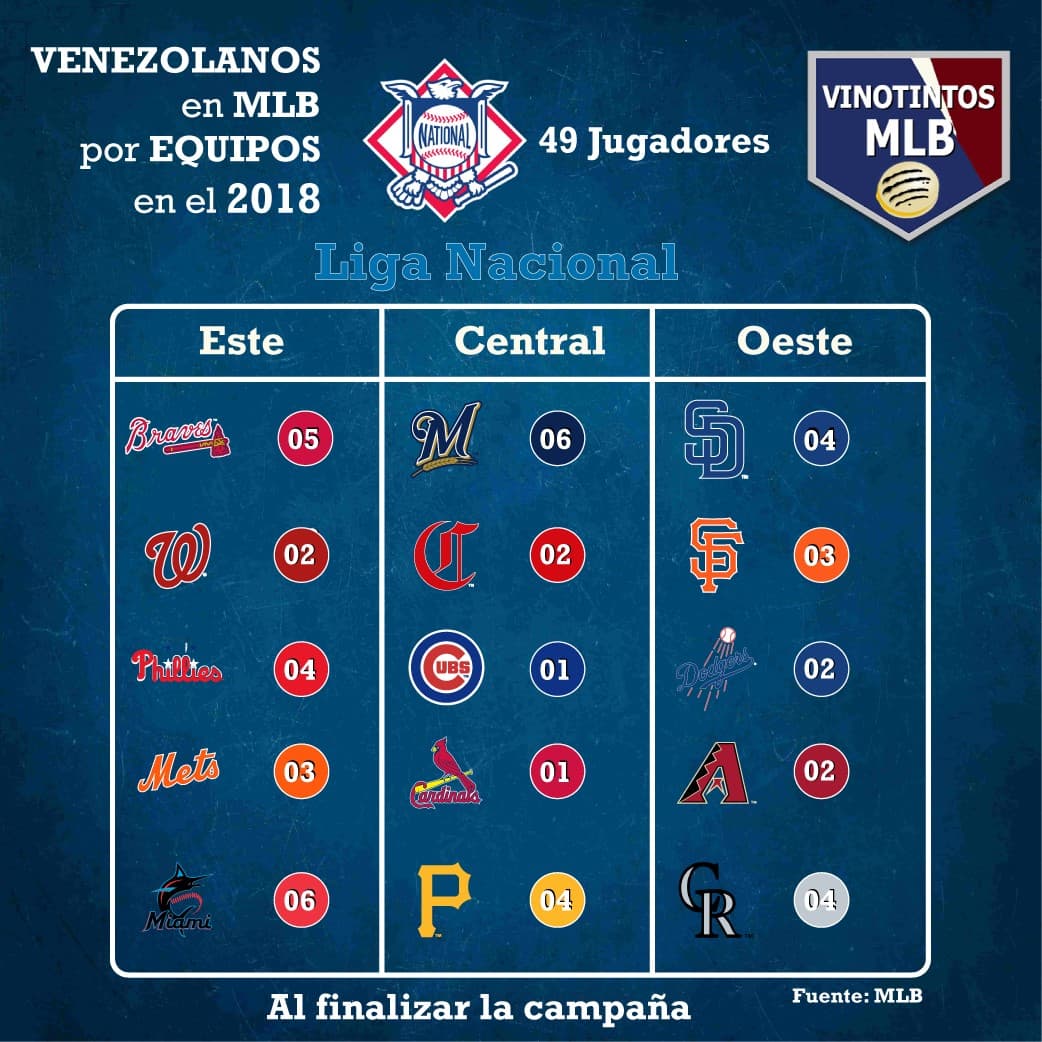 VENEZOLANOS
en MLB
por EQUIPOS
en el 2018
NATIONAL
49 Jugadores
VINOTINTOS
MLB
Liga Nacional
Este Central Oeste
Braves 05 M 06 SD 04
W 02 C 02 SF 03
Phillies 04 CUBS 01 Dodgers 02
Mets 03 Cardinals 01 A 02
Miami 06 P 04 CR 04
Al finalizar la campaña
Fuente: MLB